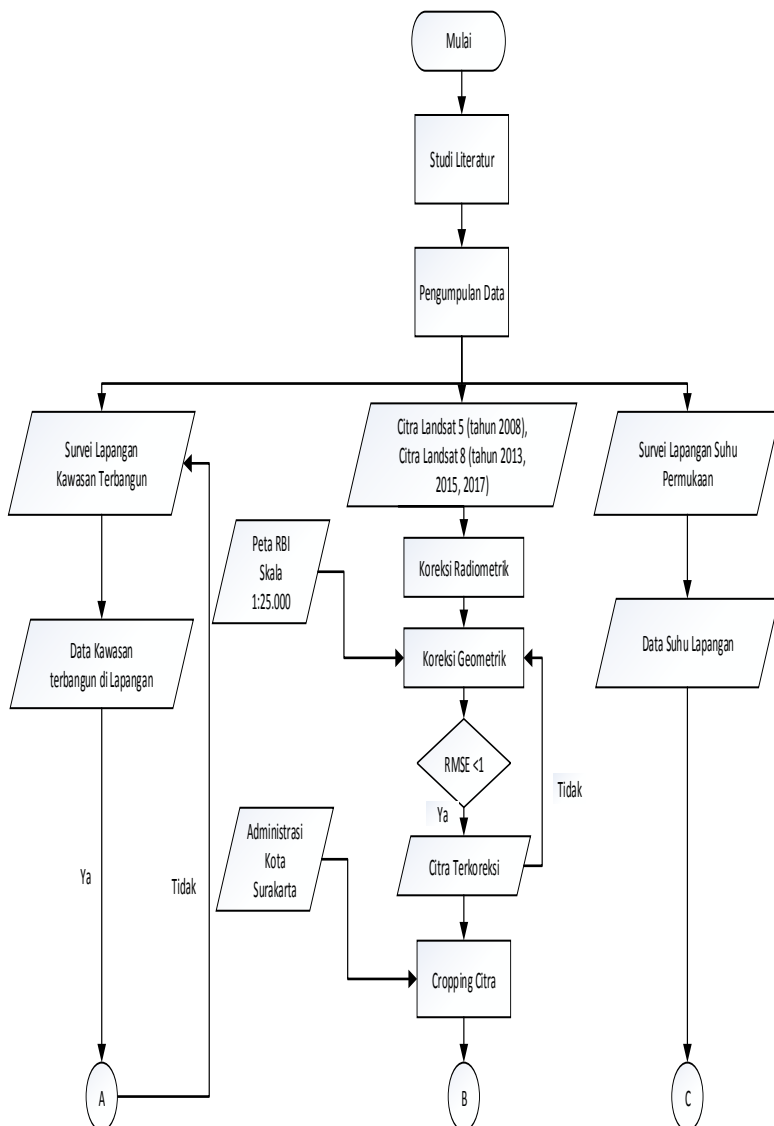 Mulai
Studi Literatur
Pengumpulan Data
Survei Lapangan
Kawasan Terbangun
Citra Landsat 5 (tahun 2008),
Citra Landsat 8 (tahun 2013,
2015, 2017)
Survei Lapangan Suhu
Permukaan
Peta RBI
Skala
1:25.000
Koreksi Radiometrik
Data Kawasan
terbangun di Lapangan
Koreksi Geometrik
Data Suhu Lapangan
RMSE <1
Tidak
Ya
Administrasi
Kota
Surakarta
Citra Terkoreksi
Ya
Tidak
Cropping Citra
A
B
C